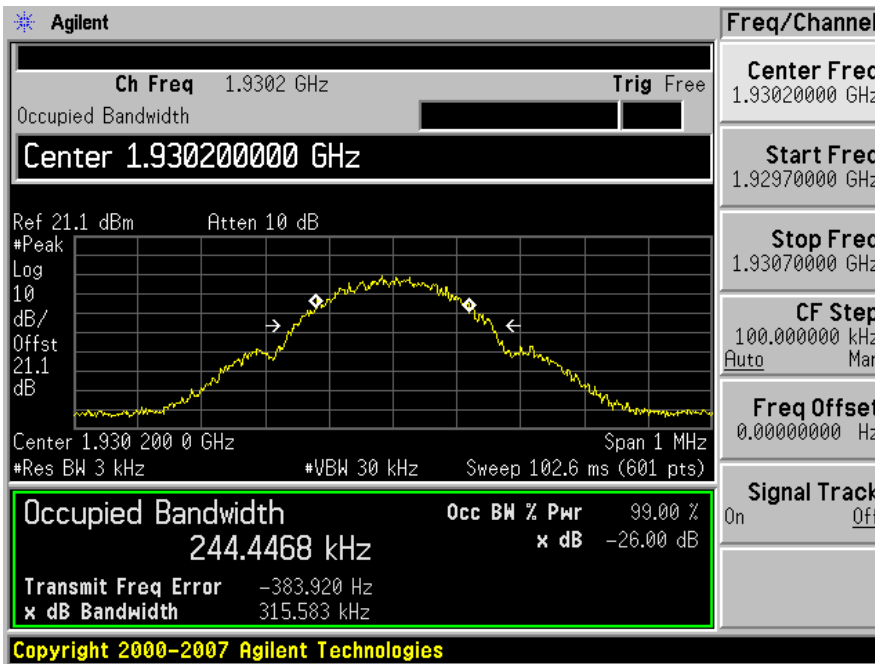 Agilent
Freq/Channel
Ch Freq 1.9302 GHz Trig Free
Occupied Bandwidth
Center 1.930200000 GHz
Center Freq
1.93020000 GHz
Start Freq
1.92970000 GHz
Stop Freq
1.93070000 GHz
CF Step
100.000000 kHz
Auto Man
Freq Offset
0.00000000 Hz
Signal Track
On Off
Ref 21.1 dBm Atten 10 dB
#Peak
Log
10
dB/
Offst
21.1
dB
Center 1.930 200 0 GHz Span 1 MHz
#Res BW 3 kHz #VBW 30 kHz Sweep 102.6 ms (601 pts)
Occupied Bandwidth
244.4468 kHz
Occ BW % Pwr 99.00 %
x dB -26.00 dB
Transmit Freq Error -383.920 Hz
x dB Bandwidth 315.583 kHz
Copyright 2000-2007 Agilent Technologies